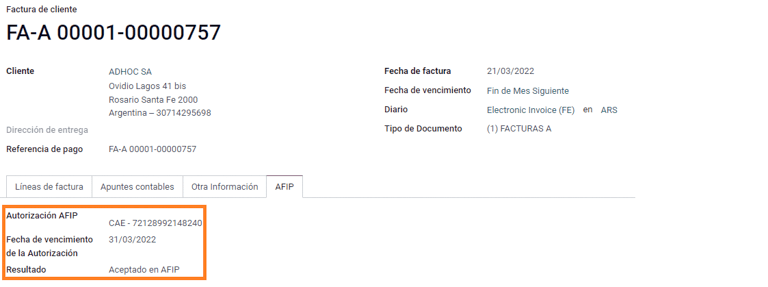 Factura de cliente
FA-A 00001-00000757
Cliente ADHOC SA
Ovidio Lagos 41 bis
Rosario Santa Fe 2000
Argentina – 30714295698
Dirección de entrega
Referencia de pago FA-A 00001-00000757
Fecha de factura 21/03/2022
Fecha de vencimiento Fin de Mes Siguiente
Diario Electronic Invoice (FE) en ARS
Tipo de Documento (1) FACTURAS A
Líneas de factura Apuntes contables Otra Información AFIP
Autorización AFIP CAE - 72128992148240
Fecha de vencimiento 31/03/2022
de la Autorización
Resultado Aceptado en AFIP